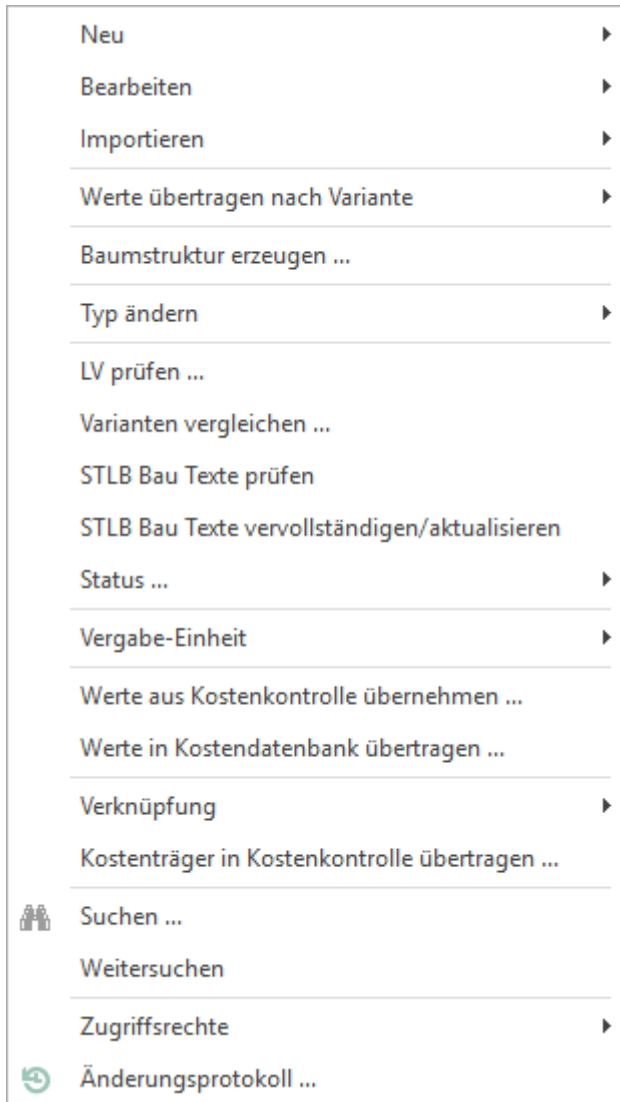 Neu
Bearbeiten
Importieren
Werte übertragen nach Variante
Baumstruktur erzeugen ...
Typ ändern
LV prüfen ...
Varianten vergleichen ...
STLB Bau Texte prüfen
STLB Bau Texte vervollständigen/aktualisieren
Status ...
Vergabe-Einheit
Werte aus Kostenkontrolle übernehmen ...
Werte in Kostendatenbank übertragen ...
Verknüpfung
Kostenträger in Kostenkontrolle übertragen ...
Suchen ...
Weitersuchen
Zugriffsrechte
Änderungsprotokoll ...